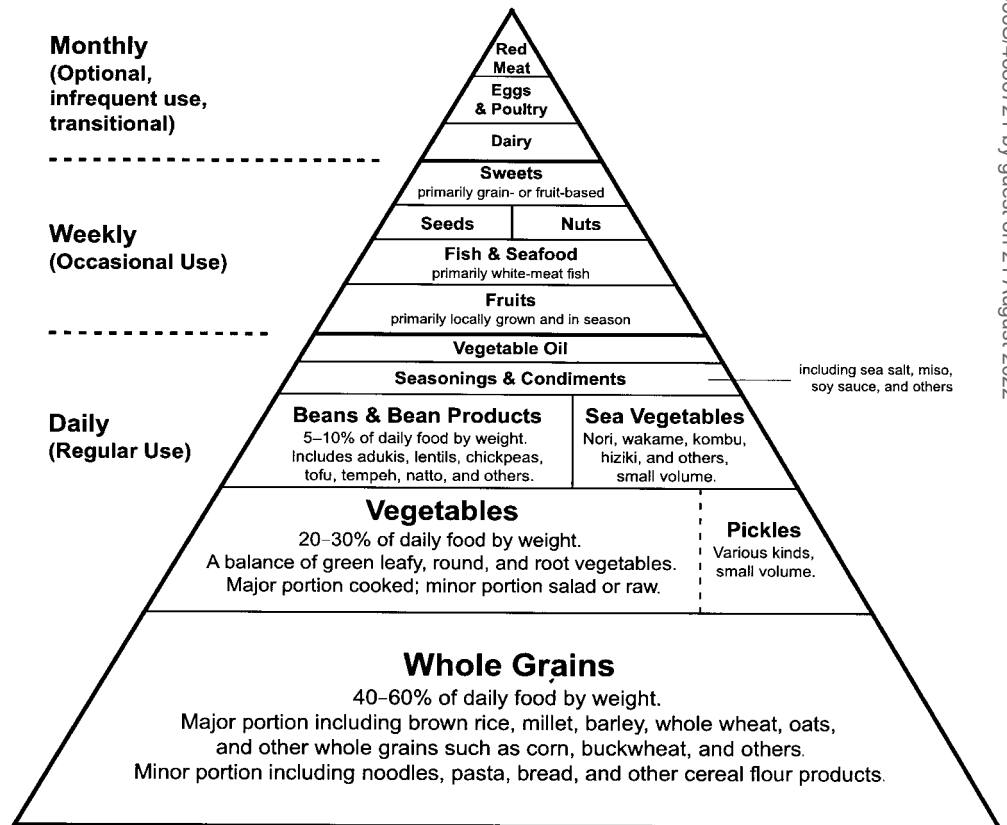 Monthly
(Optional,
infrequent use,
transitional)
Red
Meat
Eggs
& Poultry
Dairy
Weekly
(Occasional Use)
Sweets
primarily grain- or fruit-based
Seeds
Nuts
Fish & Seafood
primarily white-meat fish
Fruits
primarily locally grown and in season
Daily
(Regular Use)
Vegetable Oil
Seasonings & Condiments
including sea salt, miso,
soy sauce, and others
Beans & Bean Products
5–10% of daily food by weight.
Includes adukis, lentils, chickpeas,
tofu, tempeh, natto, and others.
Sea Vegetables
Nori, wakame, kombu,
hiziki, and others,
small volume.
Vegetables
20–30% of daily food by weight.
A balance of green leafy, round, and root vegetables.
Major portion cooked; minor portion salad or raw.
Pickles
Various kinds,
small volume.
Whole Grains
40–60% of daily food by weight.
Major portion including brown rice, millet, barley, whole wheat, oats,
and other whole grains such as corn, buckwheat, and others.
Minor portion including noodles, pasta, bread, and other cereal flour products.
by guest on 21 August 2022